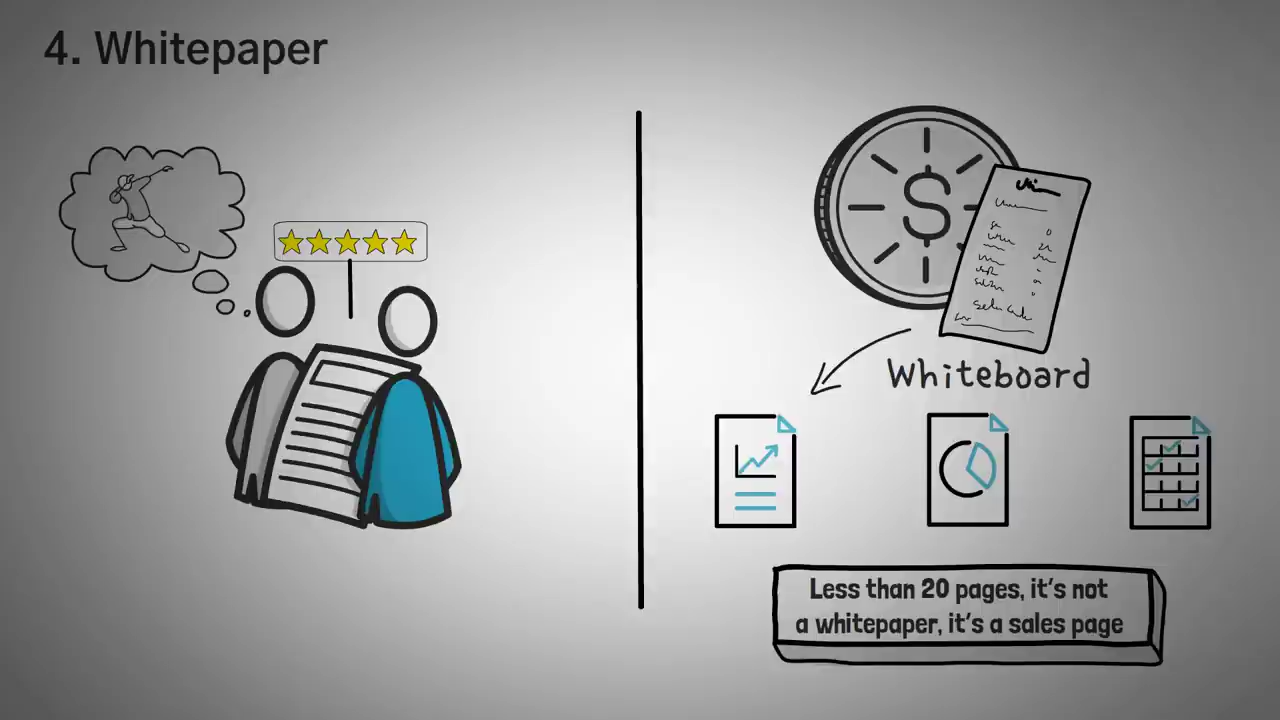 4. Whitepaper
Whiteboard
Less than 20 pages, it's not
a whitepaper, it's a sales page